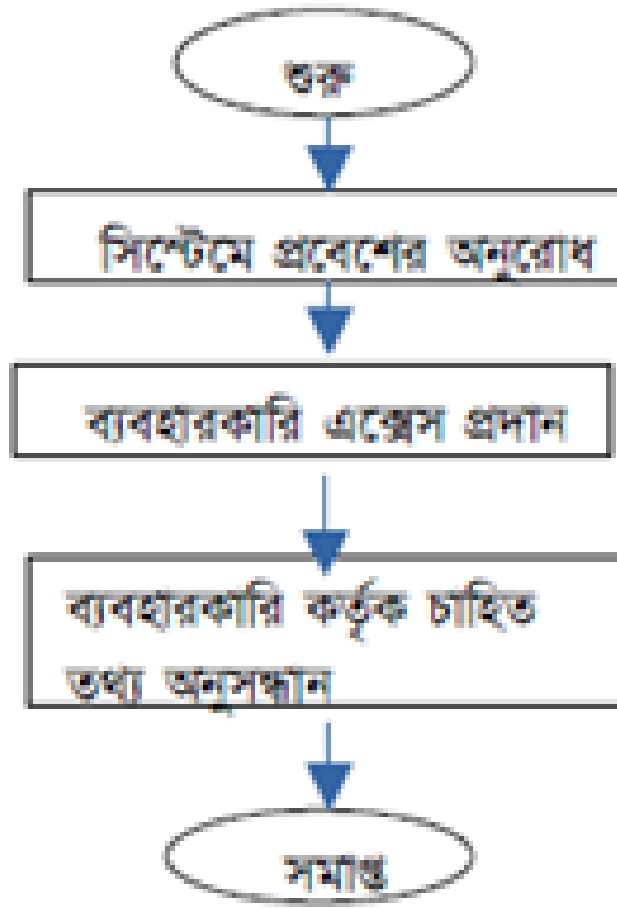 শুরু
সিস্টেমে প্রবেশের অনুরোধ
ব্যবহারকারি এক্সেস প্রদান
ব্যবহারকারি কর্তৃক চাহিত
তথ্য অনুসন্ধান
সমাপ্ত